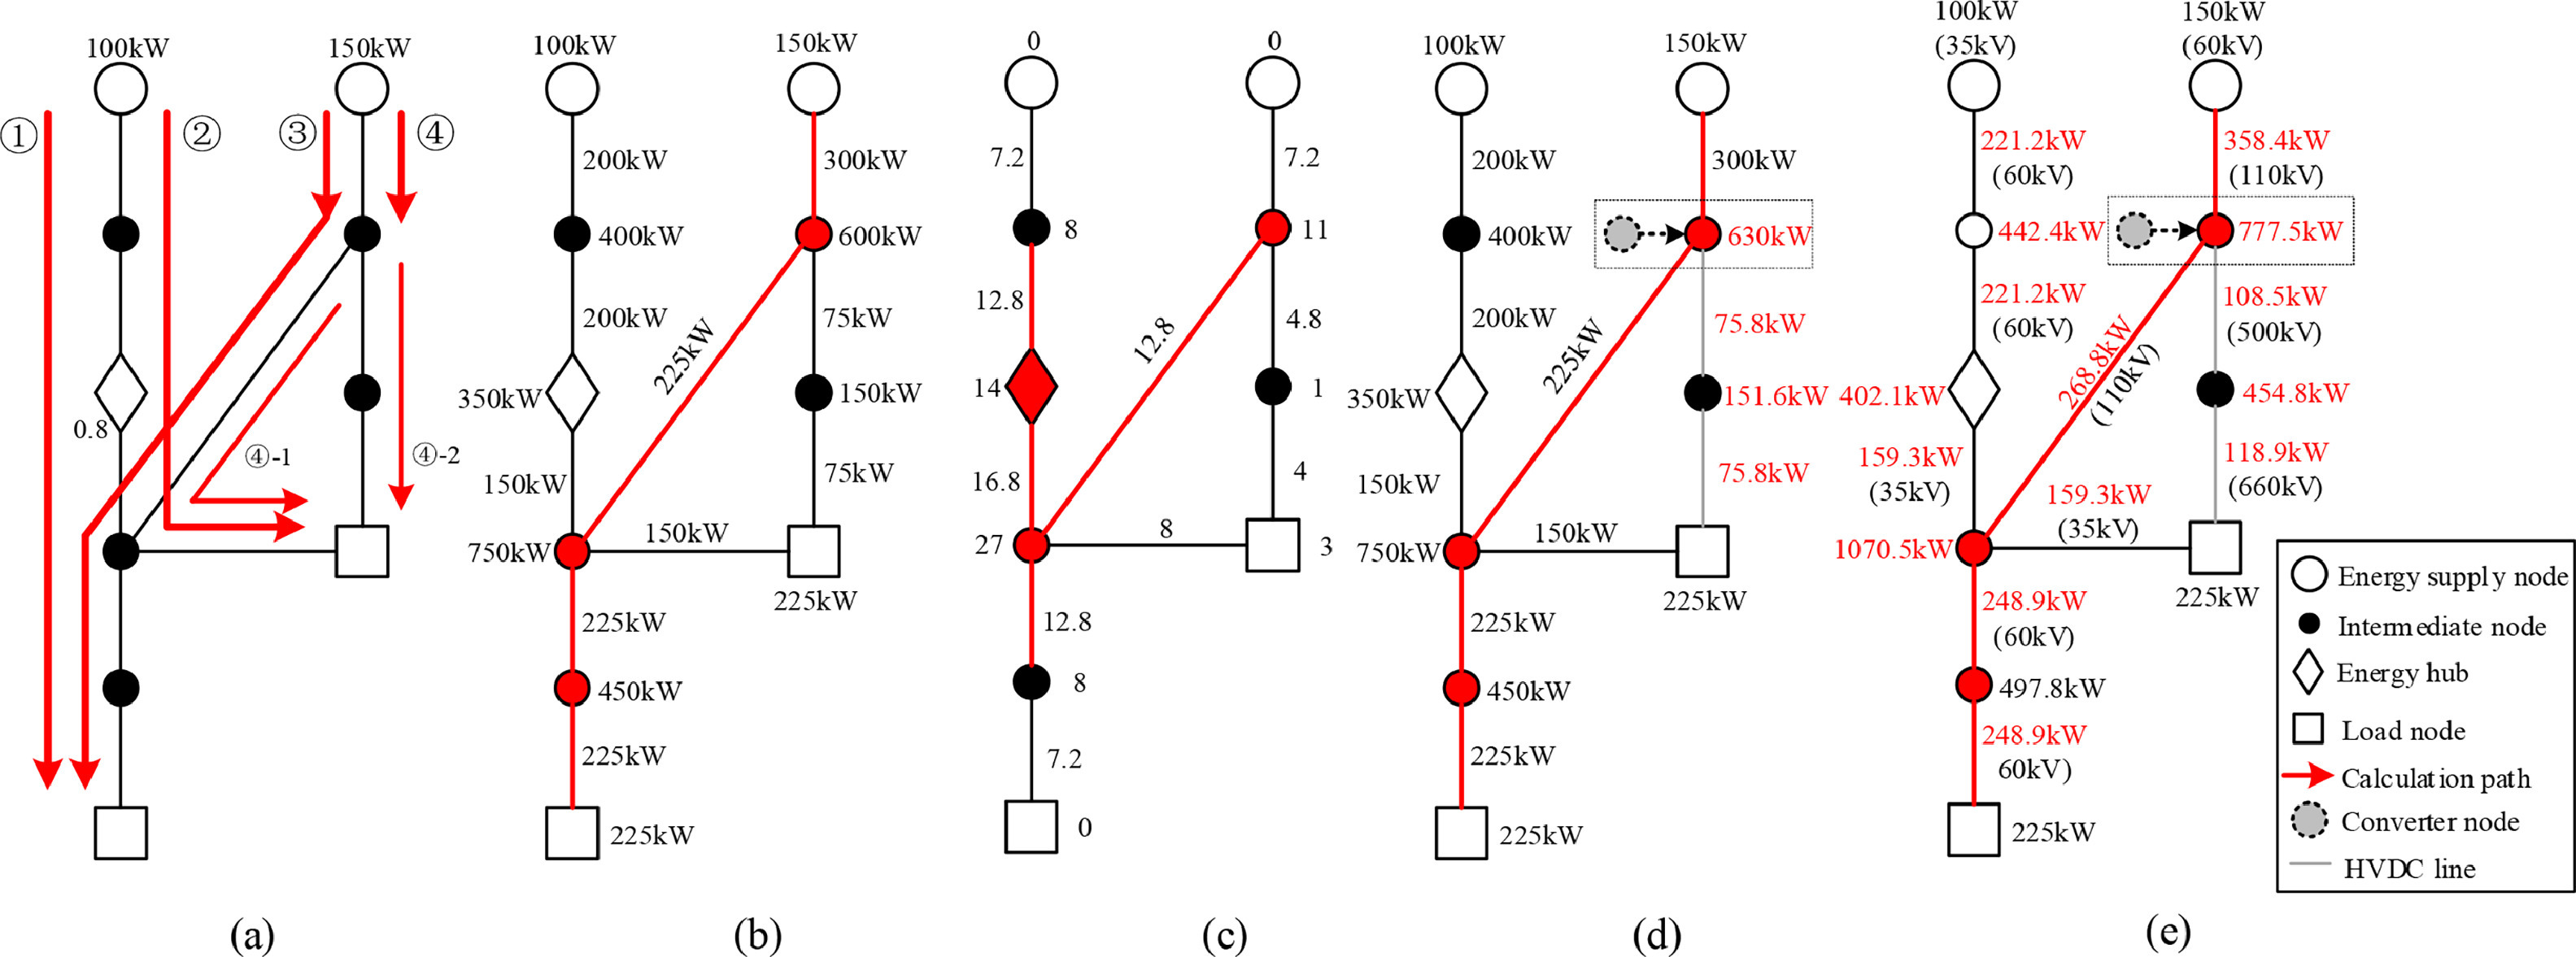 100kW
150kW
①
②
③
④
0.8
④-1
④-2
(a)
100kW
150kW
200kW
300kW
400kW
600kW
200kW
225kW
75kW
350kW
150kW
150kW
75kW
750kW
150kW
225kW
225kW
450kW
225kW
225kW
(b)
0
0
7.2
7.2
8
11
12.8
12.8
4.8
14
1
16.8
4
27
8
3
12.8
8
7.2
0
(c)
100kW
150kW
200kW
300kW
400kW
630kW
200kW
225kW
75.8kW
350kW
151.6kW
150kW
75.8kW
750kW
150kW
225kW
225kW
450kW
225kW
225kW
(d)
100kW
(35kV)
150kW
(60kV)
221.2kW
(60kV)
358.4kW
(110kV)
442.4kW
777.5kW
221.2kW
(60kV)
268.8kW
(110kV)
108.5kW
(500kV)
402.1kW
454.8kW
159.3kW
(35kV)
118.9kW
(660kV)
159.3kW
(35kV)
1070.5kW
225kW
248.9kW
(60kV)
497.8kW
248.9kW
60kV)
225kW
(e)
Energy supply node
Intermediate node
Energy hub
Load node
Calculation path
Converter node
HVDC line